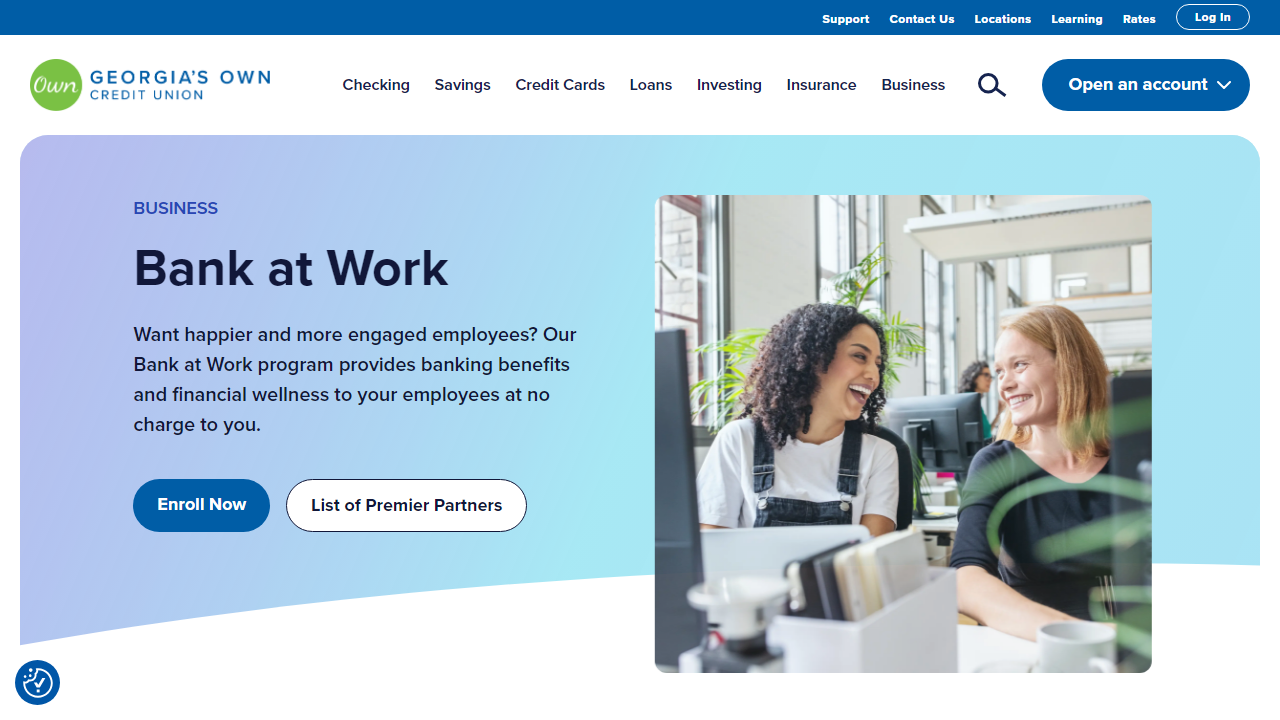 Support Contact Us Locations Learning Rates Log In
Own GEORGIA'S OWN
CREDIT UNION
Checking Savings Credit Cards Loans Investing Insurance Business
Open an account
BUSINESS
Bank at Work
Want happier and more engaged employees? Our
Bank at Work program provides banking benefits
and financial wellness to your employees at no
charge to you.
Enroll Now
List of Premier Partners